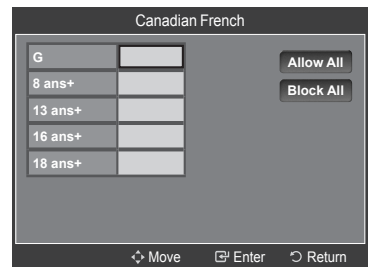 Canadian French
G
8 ans+
13 ans+
16 ans+
18 ans+
Allow All
Block All
Move Enter Return